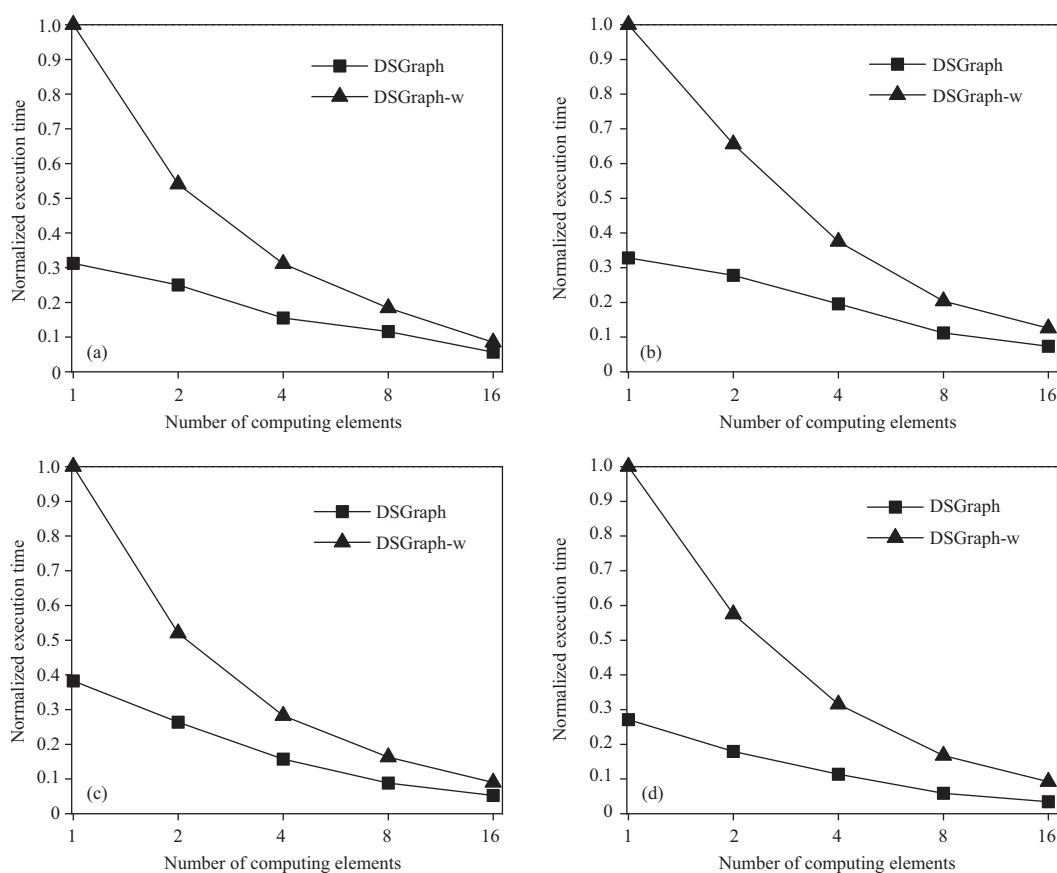 1.0
0.9
0.8
0.7
0.6
0.5
0.4
0.3
0.2
0.1
0
Normalized execution time
DSGraph
DSGraph-w
(a)
1 2 4 8 16
Number of computing elements
1.0
0.9
0.8
0.7
0.6
0.5
0.4
0.3
0.2
0.1
0
Normalized execution time
DSGraph
DSGraph-w
(b)
1 2 4 8 16
Number of computing elements
1.0
0.9
0.8
0.7
0.6
0.5
0.4
0.3
0.2
0.1
0
Normalized execution time
DSGraph
DSGraph-w
(c)
1 2 4 8 16
Number of computing elements
1.0
0.9
0.8
0.7
0.6
0.5
0.4
0.3
0.2
0.1
0
Normalized execution time
DSGraph
DSGraph-w
(d)
1 2 4 8 16
Number of computing elements